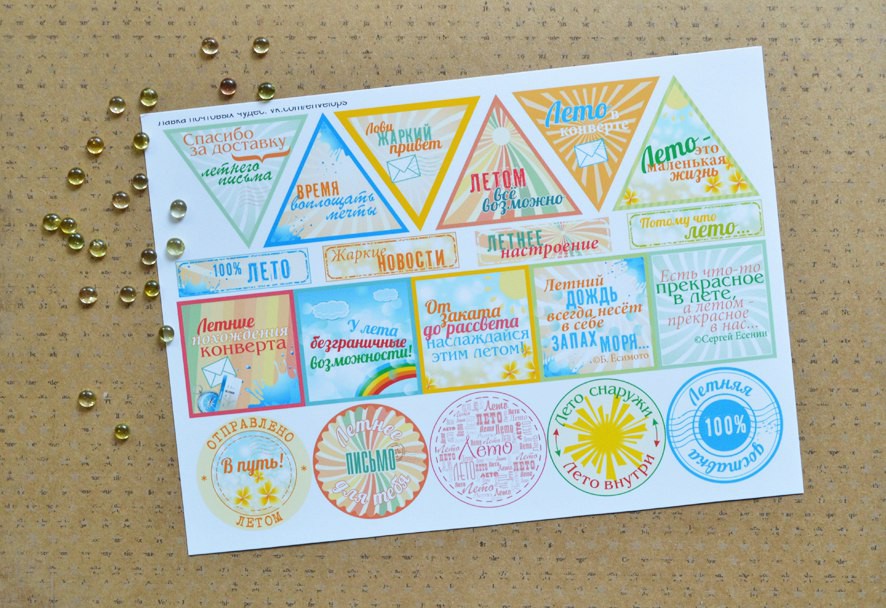 Лавка почтовых чудес: vk.com/envelops
Спасибо
за доставку
летнего
письма
ВРЕМЯ
воплощать
мечты
Лови
ЖАРКИЙ
привет
ЛЕТОМ
все
возможно
Лето в
конверте
Лето -
это
маленькая
жизнь
100% ЛЕТО
Жаркие
НОВОСТИ
ЛЕТНЕЕ
настроение
Потому что
лето...
Летние
похождения
конверта
У лета
безграничные
возможности!
От
заката
до рассвета
наслаждайся
этим летом!
Летний
ДОЖДЬ
всегда несёт
в себе
ЗАПАХ
МОРЯ...
©Б. Есимото
Есть что-то
прекрасное
в лете,
а летом -
прекрасное
в нас...
©Сергей Есенин
ОТПРАВЛЕНО
В путь!
ЛЕТОМ
Летнее
ПИСЬМО
для тебя
Лето
ЛЕТО
Лето снаружи
Лето внутри
Летняя
100%
доставка